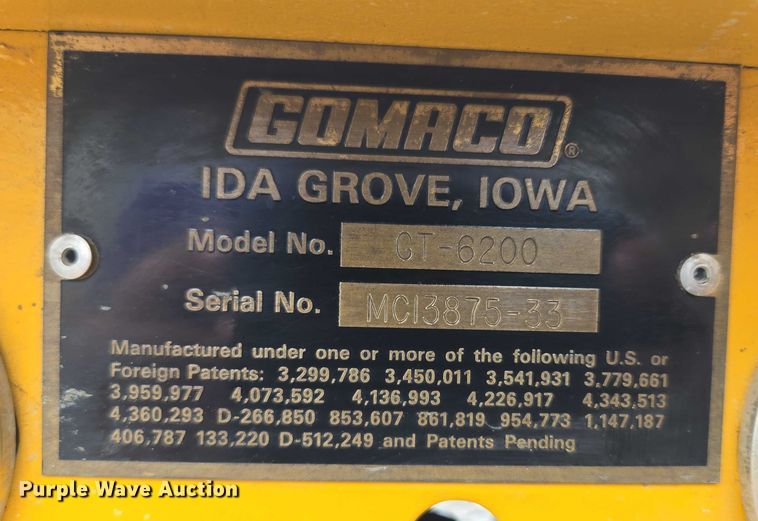 GOMACO®
IDA GROVE, IOWA
Model No. GT-6200
Serial No. MC13875-33
Manufactured under one or more of the following U.S. or
Foreign Patents: 3,299,786 3,450,011 3,541,931 3,779,661
3,959,977 4,073,592 4,136,993 4,226,917 4,343,513
4,360,293 D-266,850 853,607 861,819 954,773 1,147,187
406,787 133,220 D-512,249 and Patents Pending
Purple Wave Auction